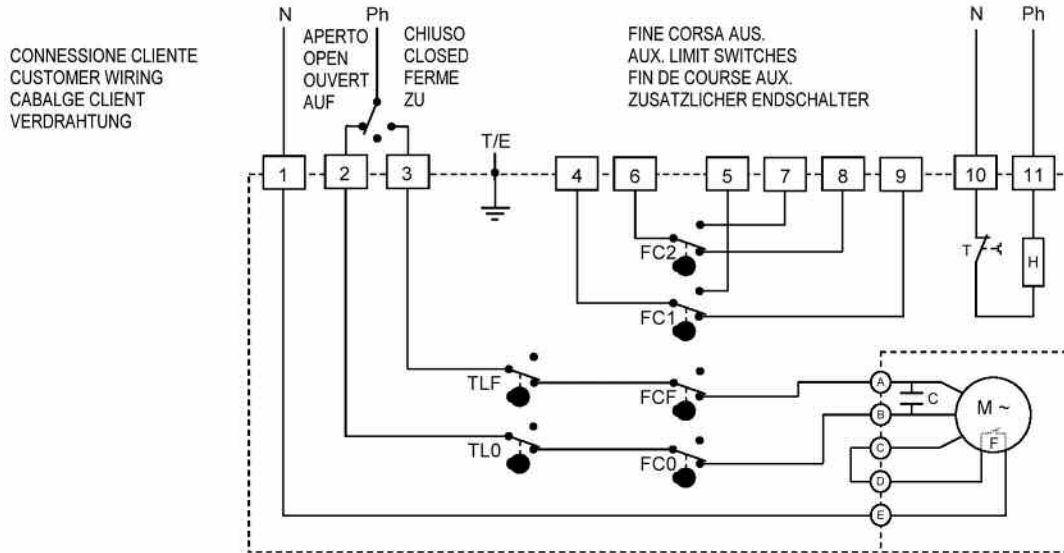 N Ph
CONNESSIONE CLIENTE
CUSTOMER WIRING
CABALGE CLIENT
VERDRAHTUNG
APERTO
OPEN
OUVERT
AUF
CHIUSO
CLOSED
FERME
ZU
FINE CORSA AUS.
AUX. LIMIT SWITCHES
FIN DE COURSE AUX.
ZUSATZLICHER ENDSCHALTER
N Ph
T/E
1 2 3 4 6 5 7 8 9 10 11
FC2
T H
FC1
TLF FCF A C M ~
B
TL0 FC0 C F
D
E